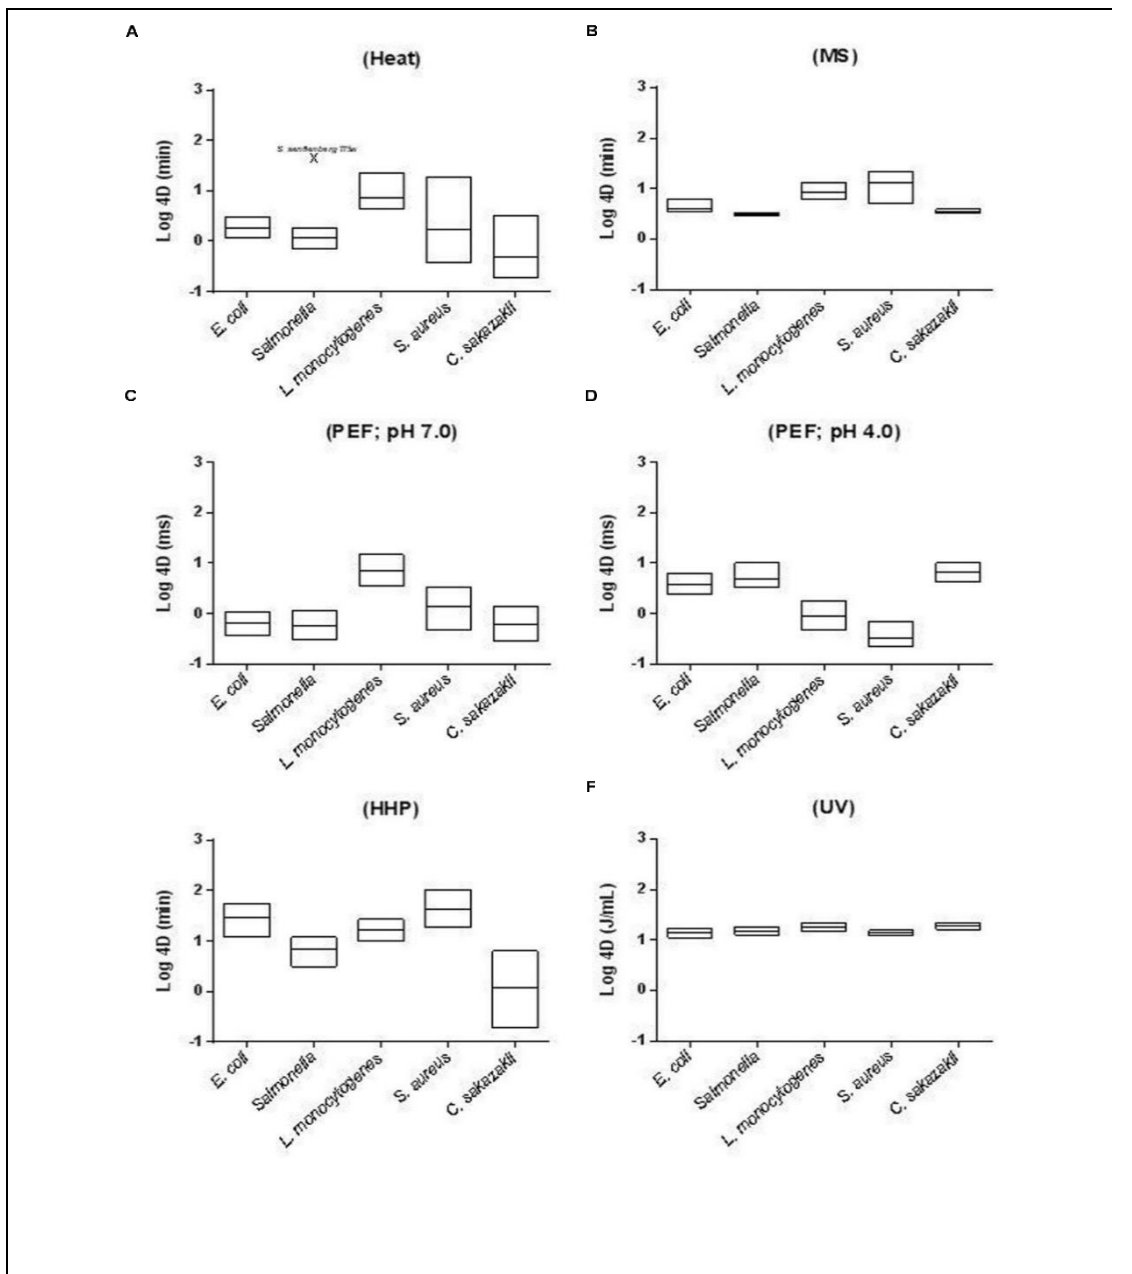 A
(Heat)
Log 4D (min)
3
2
1
0
-1
S. senftenberg 775w
X
E. coli
Salmonella
L. monocytogenes
S. aureus
C. sakazakii
B
(MS)
Log 4D (min)
3
2
1
0
-1
E. coli
Salmonella
L. monocytogenes
S. aureus
C. sakazakii
C
(PEF; pH 7.0)
Log 4D (ms)
3
2
1
0
-1
E. coli
Salmonella
L. monocytogenes
S. aureus
C. sakazakii
D
(PEF; pH 4.0)
Log 4D (ms)
3
2
1
0
-1
E. coli
Salmonella
L. monocytogenes
S. aureus
C. sakazakii
(HHP)
Log 4D (min)
3
2
1
0
-1
E. coli
Salmonella
L. monocytogenes
S. aureus
C. sakazakii
F
(UV)
Log 4D (J/mL)
3
2
1
0
-1
E. coli
Salmonella
L. monocytogenes
S. aureus
C. sakazakii